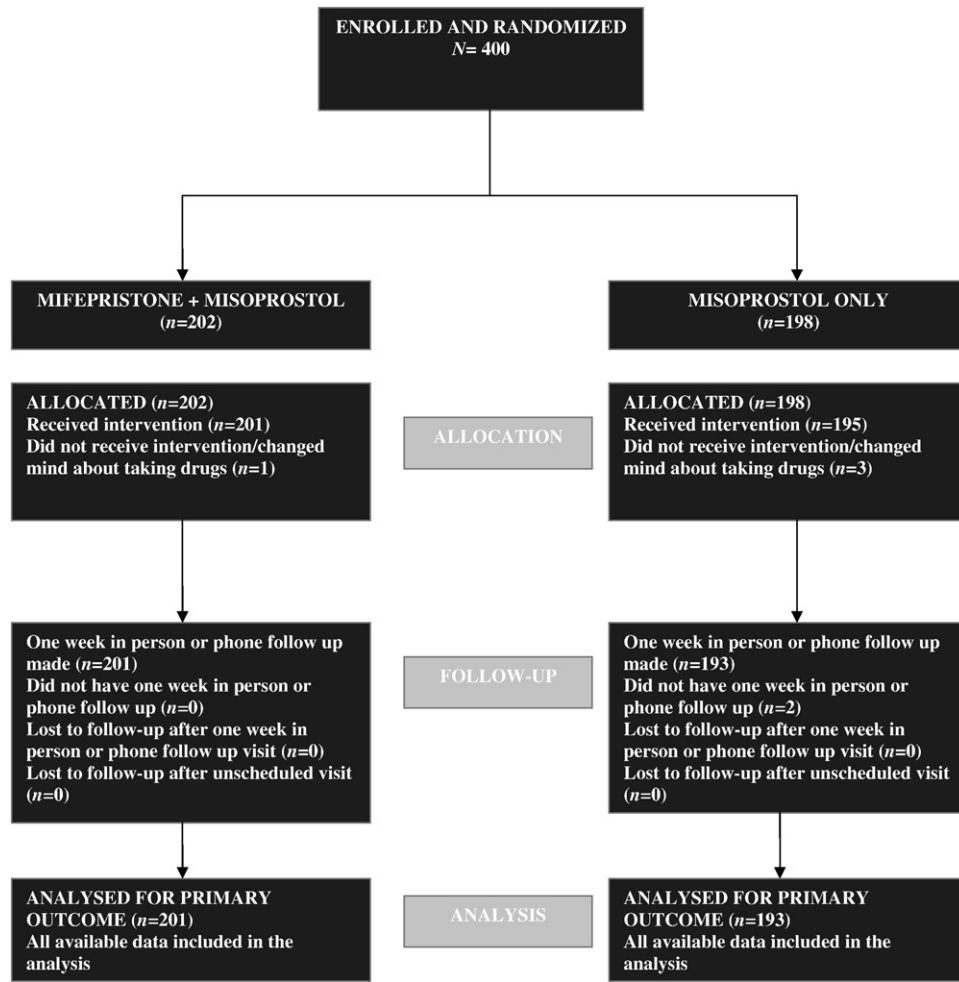 ENROLLED AND RANDOMIZED
N= 400
MIFEPRISTONE + MISOPROSTOL
(n=202)
MISOPROSTOL ONLY
(n=198)
ALLOCATED (n=202)
Received intervention (n=201)
Did not receive intervention/changed
mind about taking drugs (n=1)
ALLOCATION
ALLOCATED (n=198)
Received intervention (n=195)
Did not receive intervention/changed
mind about taking drugs (n=3)
One week in person or phone follow up
made (n=201)
Did not have one week in person or
phone follow up (n=0)
Lost to follow-up after one week in
person or phone follow up visit (n=0)
Lost to follow-up after unscheduled visit
(n=0)
FOLLOW-UP
One week in person or phone follow up
made (n=193)
Did not have one week in person or
phone follow up (n=2)
Lost to follow-up after one week in
person or phone follow up visit (n=0)
Lost to follow-up after unscheduled visit
(n=0)
ANALYSED FOR PRIMARY
OUTCOME (n=201)
All available data included in the
analysis
ANALYSIS
ANALYSED FOR PRIMARY
OUTCOME (n=193)
All available data included in the
analysis